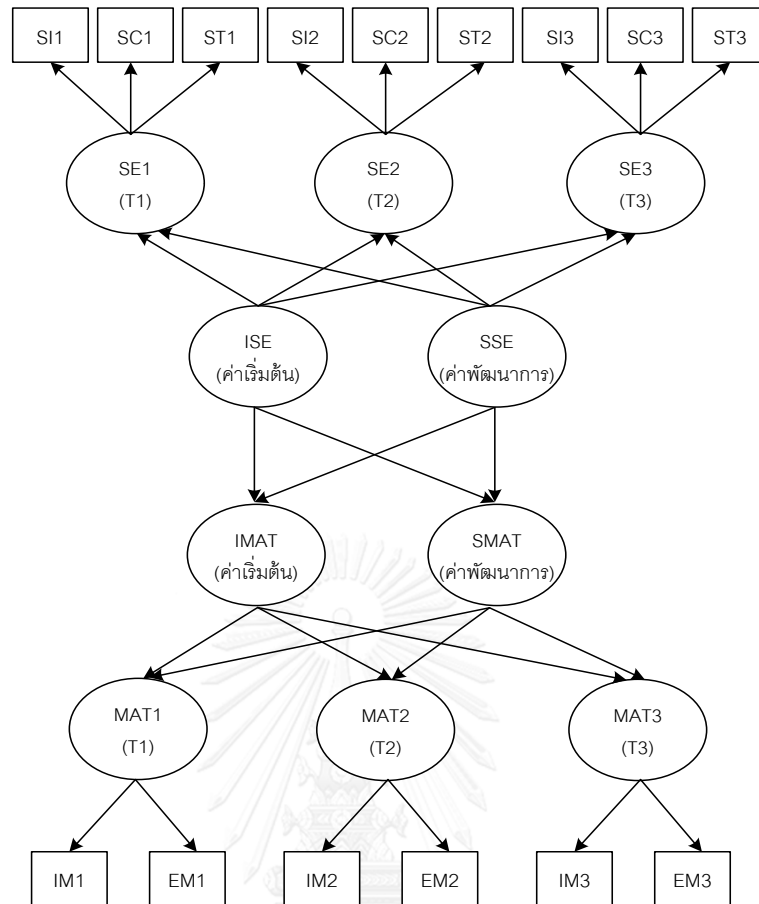 SI1 SC1 ST1 SI2 SC2 ST2 SI3 SC3 ST3
SE1 SE2 SE3
(T1) (T2) (T3)
ISE SSE
(ค่าเริ่มต้น) (ค่าพัฒนาการ)
IMAT SMAT
(ค่าเริ่มต้น) (ค่าพัฒนาการ)
MAT1 MAT2 MAT3
(T1) (T2) (T3)
IM1 EM1 IM2 EM2 IM3 EM3